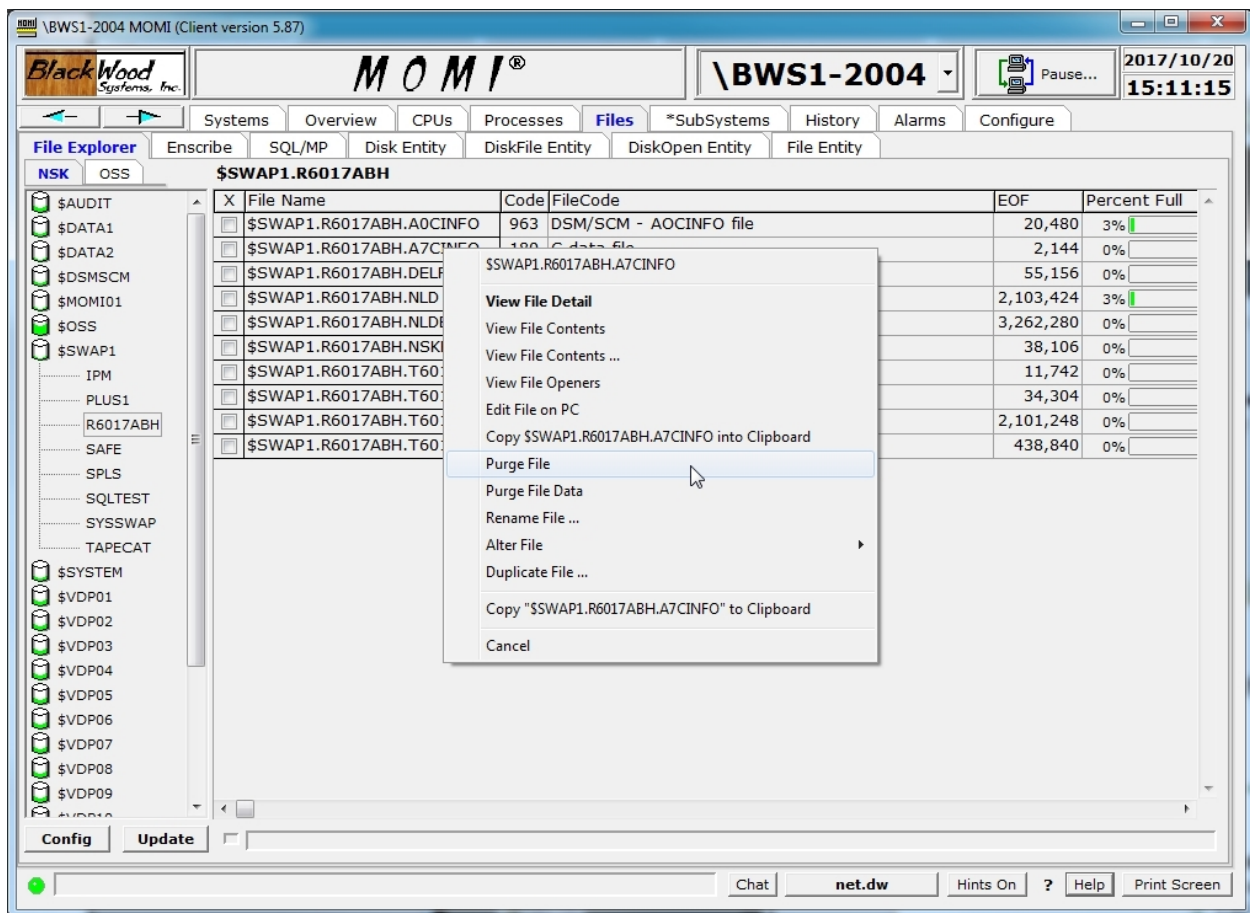 \BWS1-2004 MOMI (Client version 5.87)
BlackWood Systems, Inc.
MOMI®
\BWS1-2004
Pause...
2017/10/20
15:11:15
Systems Overview CPUs Processes Files *SubSystems History Alarms Configure
File Explorer Enscribe SQL/MP Disk Entity DiskFile Entity DiskOpen Entity File Entity
NSK OSS
$SWAP1.R6017ABH
$AUDIT
$DATA1
$DATA2
$DSMSCM
$MOMI01
$OSS
$SWAP1
IPM
PLUS1
R6017ABH
SAFE
SPLS
SQLTEST
SYSSWAP
TAPECAT
$SYSTEM
$VDP01
$VDP02
$VDP03
$VDP04
$VDP05
$VDP06
$VDP07
$VDP08
$VDP09
X File Name Code FileCode EOF Percent Full
$SWAP1.R6017ABH.A0CINFO 963 DSM/SCM - AOCINFO file 20,480 3%
$SWAP1.R6017ABH.A7CINFO 180 C data file 2,144 0%
$SWAP1.R6017ABH.DELF 55,156 0%
$SWAP1.R6017ABH.NLD 2,103,424 3%
$SWAP1.R6017ABH.NLDE 3,262,280 0%
$SWAP1.R6017ABH.NSK 38,106 0%
$SWAP1.R6017ABH.T60 11,742 0%
$SWAP1.R6017ABH.T60 34,304 0%
$SWAP1.R6017ABH.T60 2,101,248 0%
$SWAP1.R6017ABH.T60 438,840 0%
$SWAP1.R6017ABH.A7CINFO
View File Detail
View File Contents
View File Contents ...
View File Openers
Edit File on PC
Copy $SWAP1.R6017ABH.A7CINFO into Clipboard
Purge File
Purge File Data
Rename File ...
Alter File
Duplicate File ...
Copy "$SWAP1.R6017ABH.A7CINFO" to Clipboard
Cancel
Config Update
Chat net.dw Hints On ? Help Print Screen